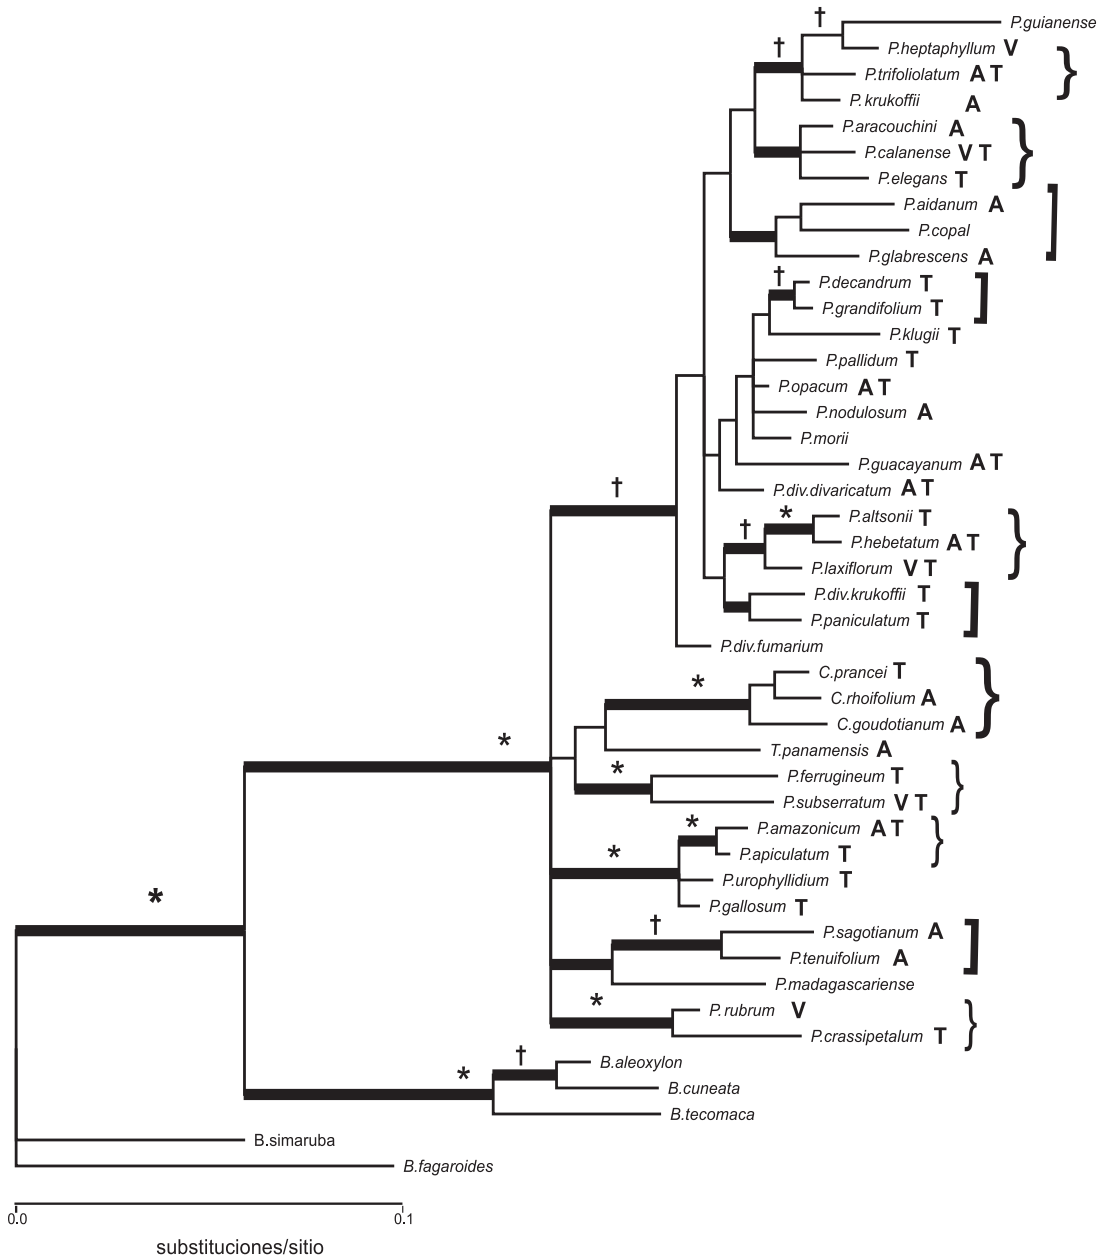 †
P.guianense
†
P.heptaphyllum V
P.trifoliolatum A T
P. krukoffii A
P.aracouchini A
P.calanense V T
P.elegans T
P.aidanum A
P.copal
P.glabrescens A
†
P.decandrum T
P.grandifolium T
P.klugii T
P.pallidum T
P.opacum A T
P.nodulosum A
P.morii
P.guacayanum A T
†
P.div.divaricatum A T
*
P.altsonii T
†
P.hebetatum A T
P.laxiflorum V T
P.div.krukoffii T
P.paniculatum T
P.div.fumarium
C.prancei T
*
C.rhoifolium A
C.goudotianum A
*
T.panamensis A
*
P.ferrugineum T
P.subserratum V T
*
P.amazonicum A T
*
P.apiculatum T
P.urophyllidium T
*
P.gallosum T
†
P.sagotianum A
P.tenuifolium A
P.madagascariense
*
P. rubrum V
P.crassipetalum T
†
B.aleoxylon
*
B.cuneata
B.tecomaca
B.simaruba
B.fagaroides
0.0 0.1
substituciones/sitio